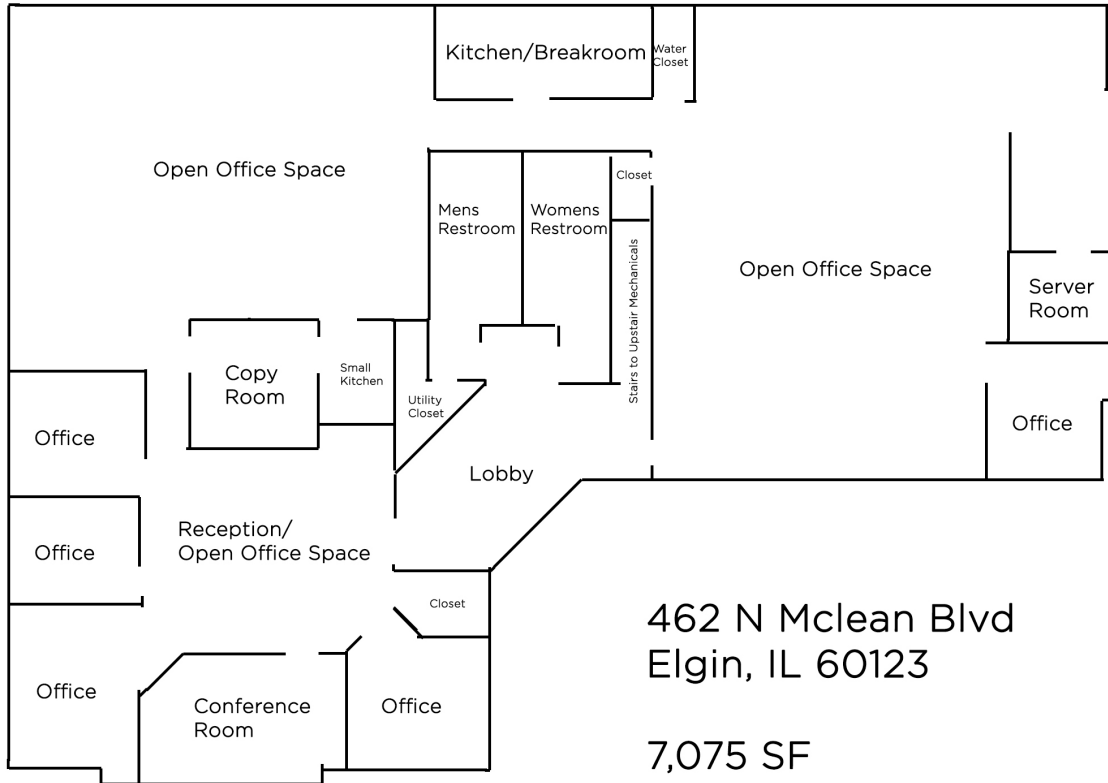 Kitchen/Breakroom
Water
Closet
Open Office Space
Closet
Mens
Restroom
Womens
Restroom
Stairs to Upstair Mechanicals
Open Office Space
Server
Room
Copy
Room
Small
Kitchen
Utility
Closet
Office
Office
Lobby
Reception/
Open Office Space
Office
Closet
Office
Conference
Room
Office
462 N Mclean Blvd
Elgin, IL 60123
7,075 SF